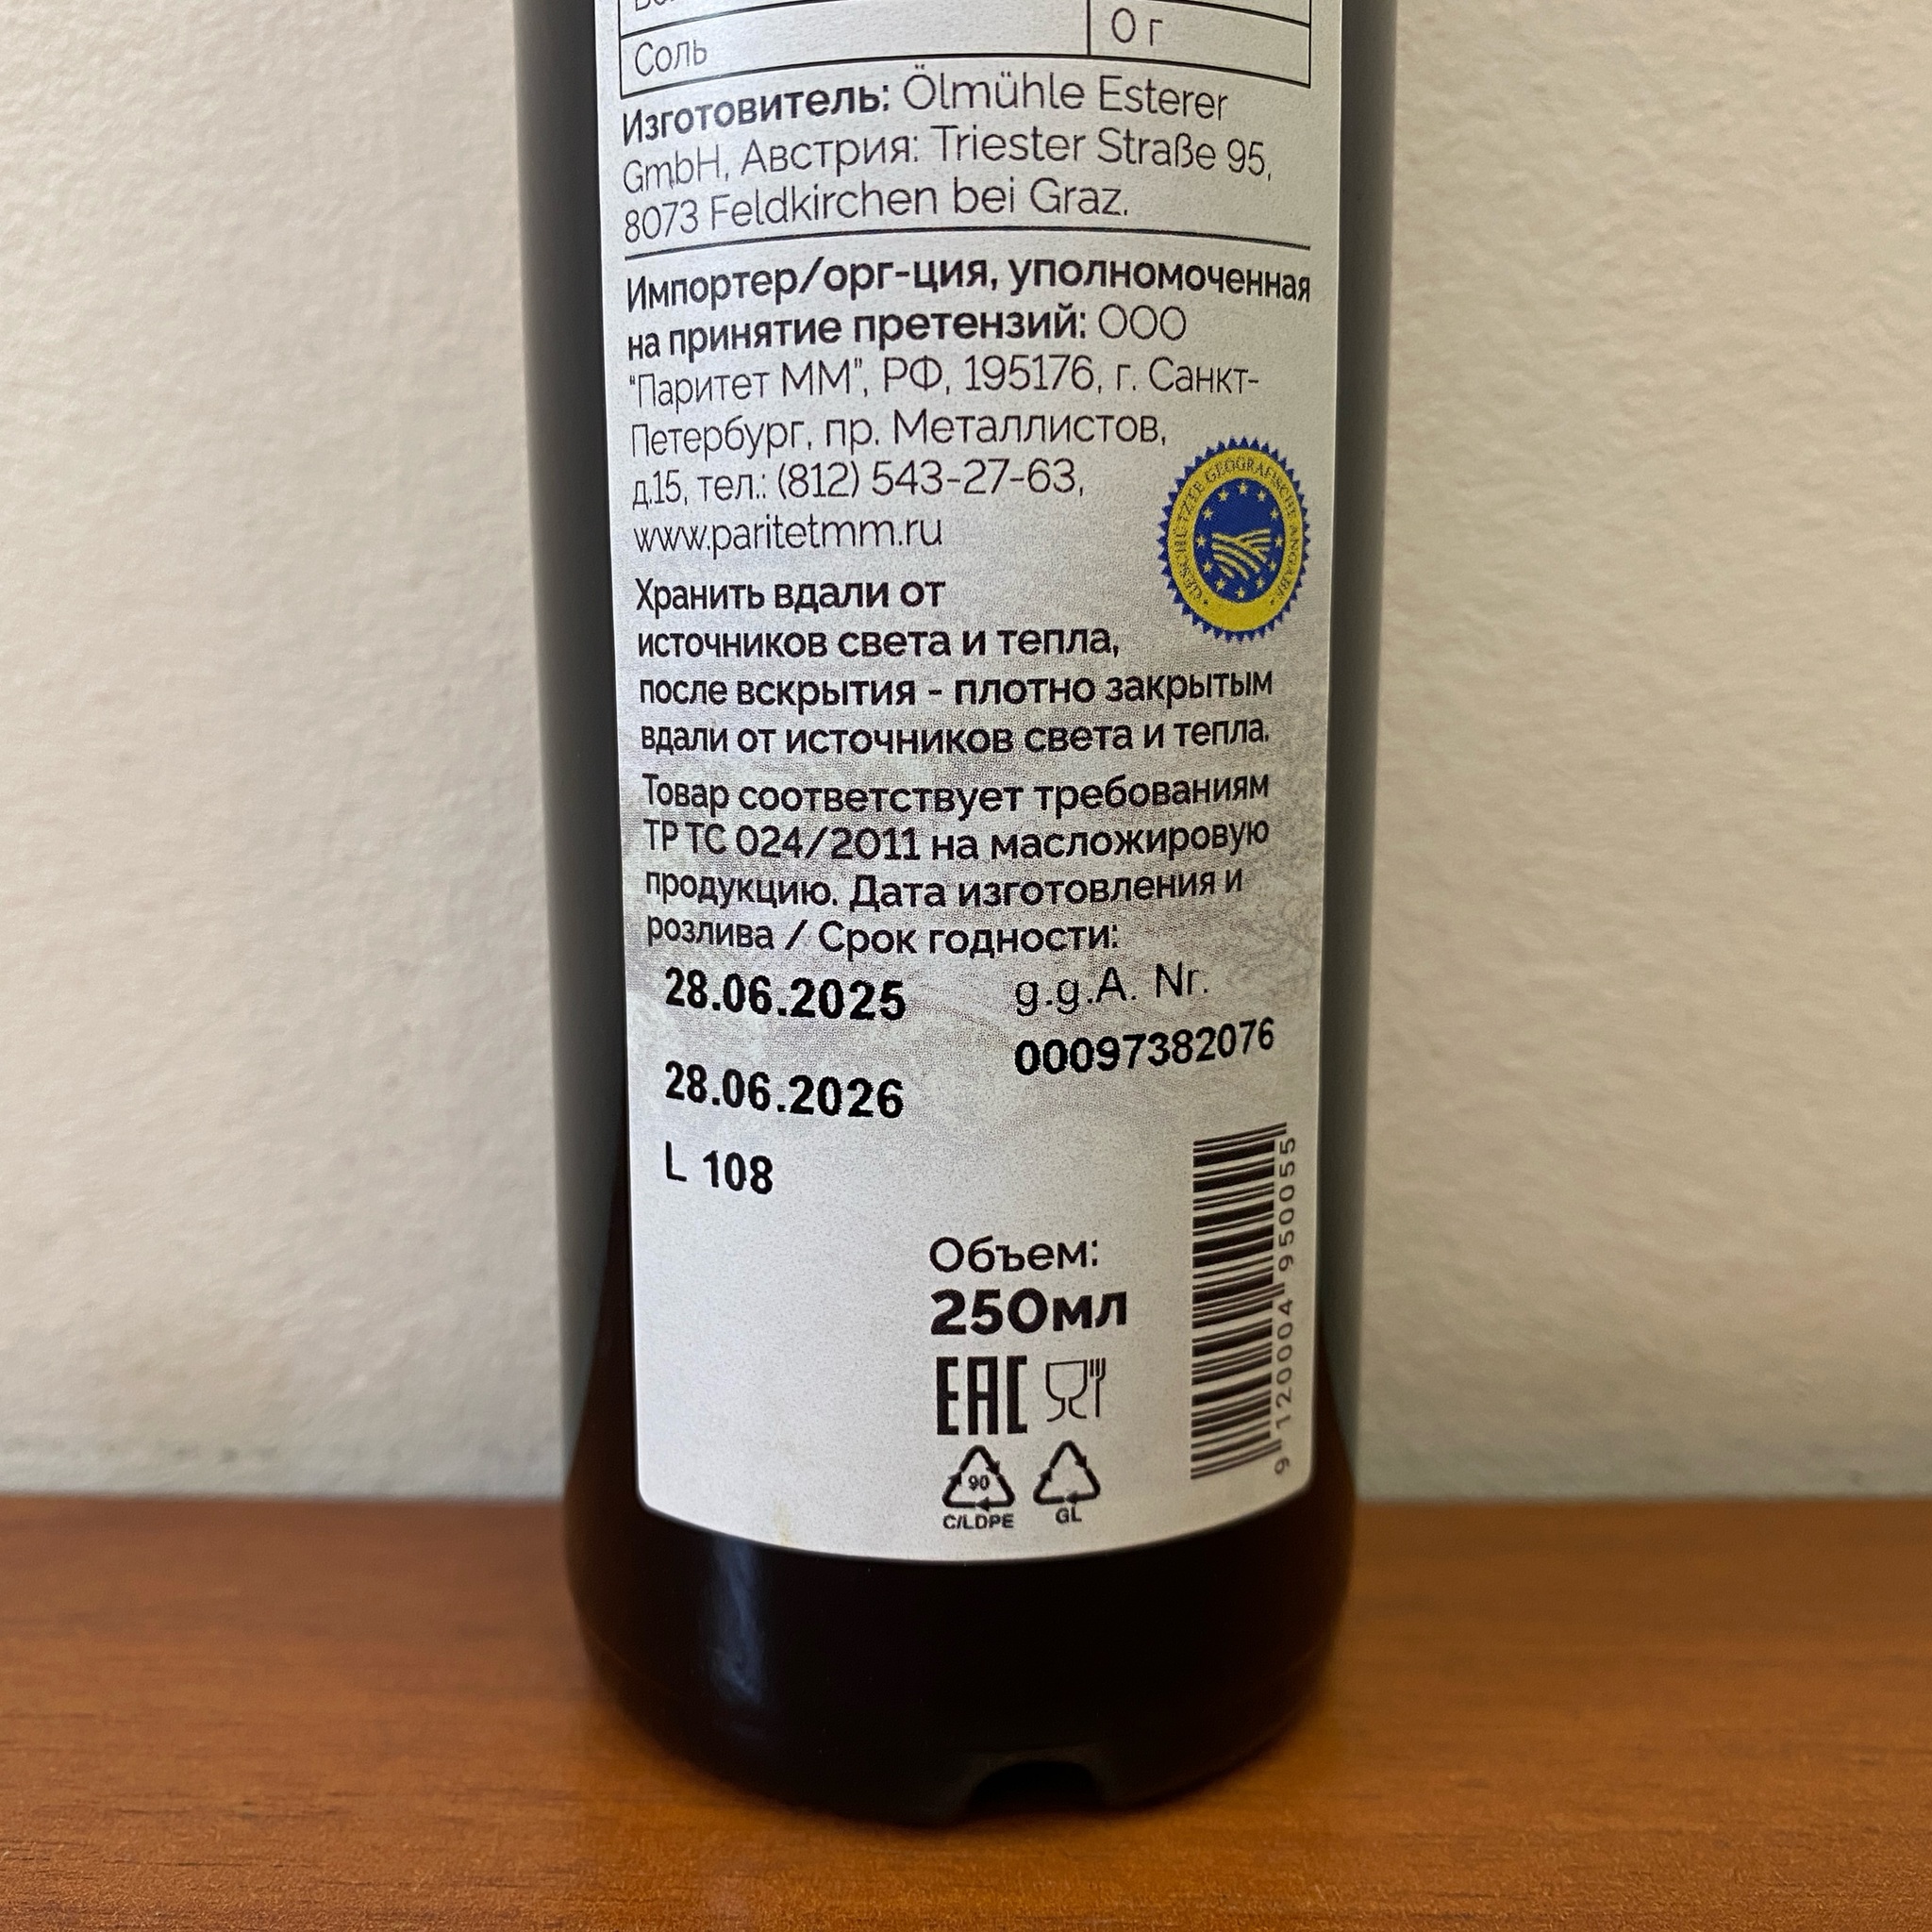 Соль
0 г
Изготовитель: Ölmühle Esterer
GmbH, Австрия: Triester Straße 95,
8073 Feldkirchen bei Graz.
Импортер/орг-ция, уполномоченная
на принятие претензий: ООО
"Паритет ММ", РФ, 195176, г. Санкт-
Петербург, пр. Металлистов,
д.15, тел.: (812) 543-27-63,
www.paritetmm.ru
GESCHÜTZTE GEOGRAFISCHE ANGABE
Хранить вдали от
источников света и тепла,
после вскрытия - плотно закрытым
вдали от источников света и тепла.
Товар соответствует требованиям
ТР ТС 024/2011 на масложировую
продукцию. Дата изготовления и
розлива / Срок годности:
28.06.2025
g.g.A. Nr.
00097382076
28.06.2026
L 108
Объем:
250мл
EAC
90
C/LDPE
GL
9 120004 950055